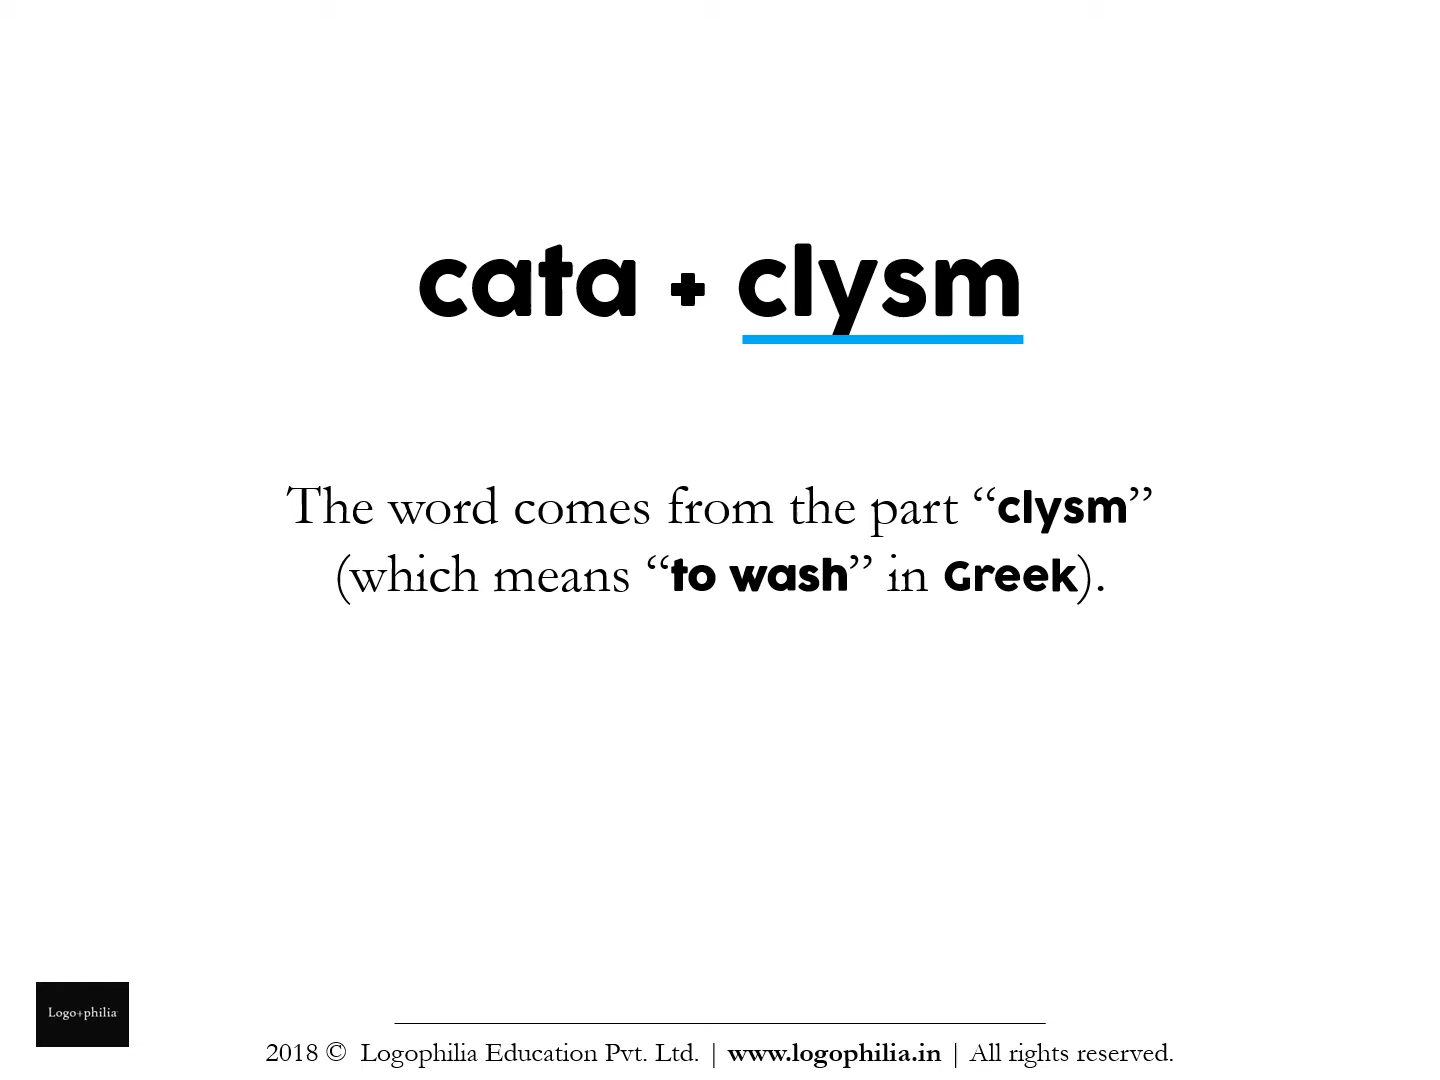 cata + clysm
The word comes from the part “clysm”
(which means “to wash” in Greek).
Logo+philia
2018 © Logophilia Education Pvt. Ltd. | www.logophilia.in | All rights reserved.